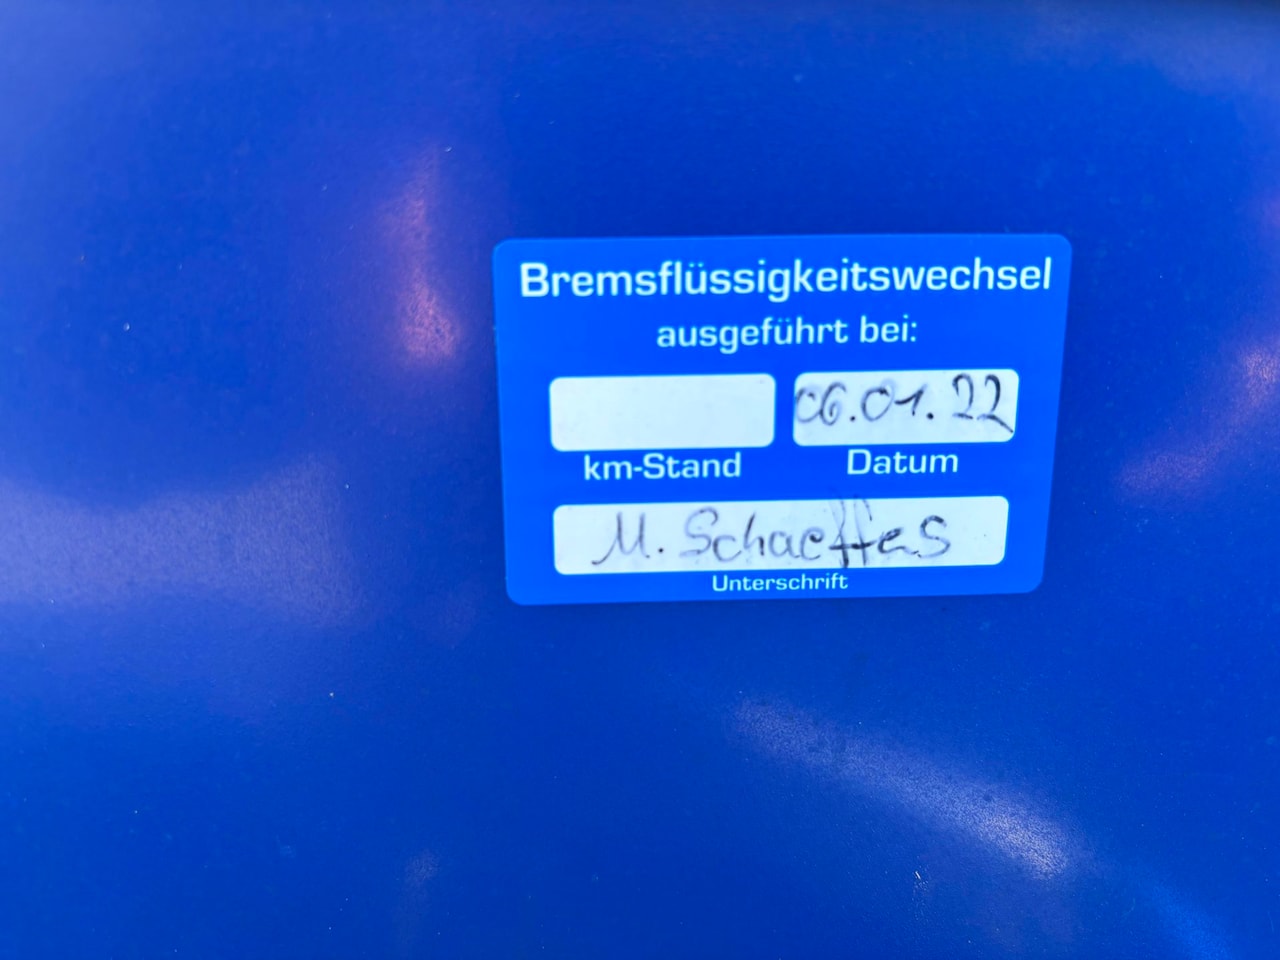 Bremsflüssigkeitswechsel
ausgeführt bei:
06.01.22
km-Stand Datum
M. Schaeffes
Unterschrift